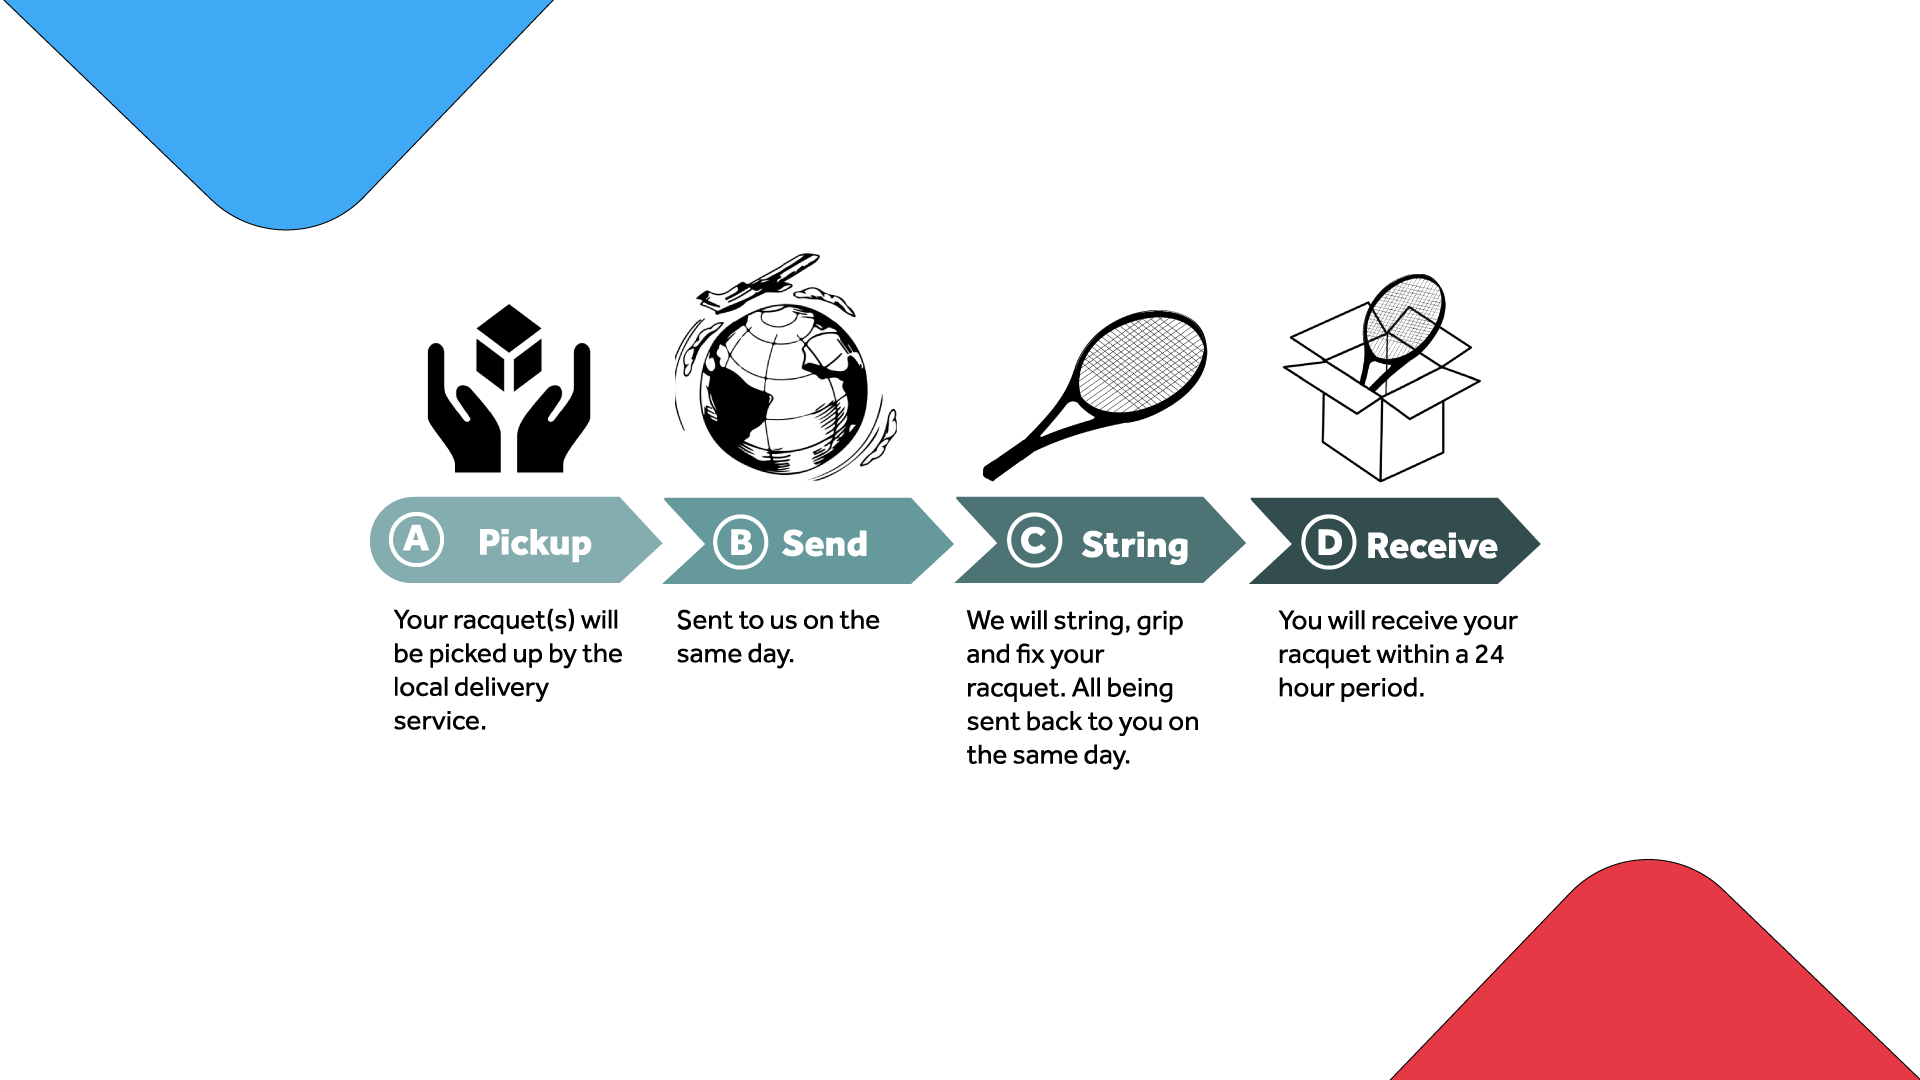 A Pickup
B Send
C String
D Receive
Your racquet(s) will
be picked up by the
local delivery
service.
Sent to us on the
same day.
We will string, grip
and fix your
racquet. All being
sent back to you on
the same day.
You will receive your
racquet within a 24
hour period.